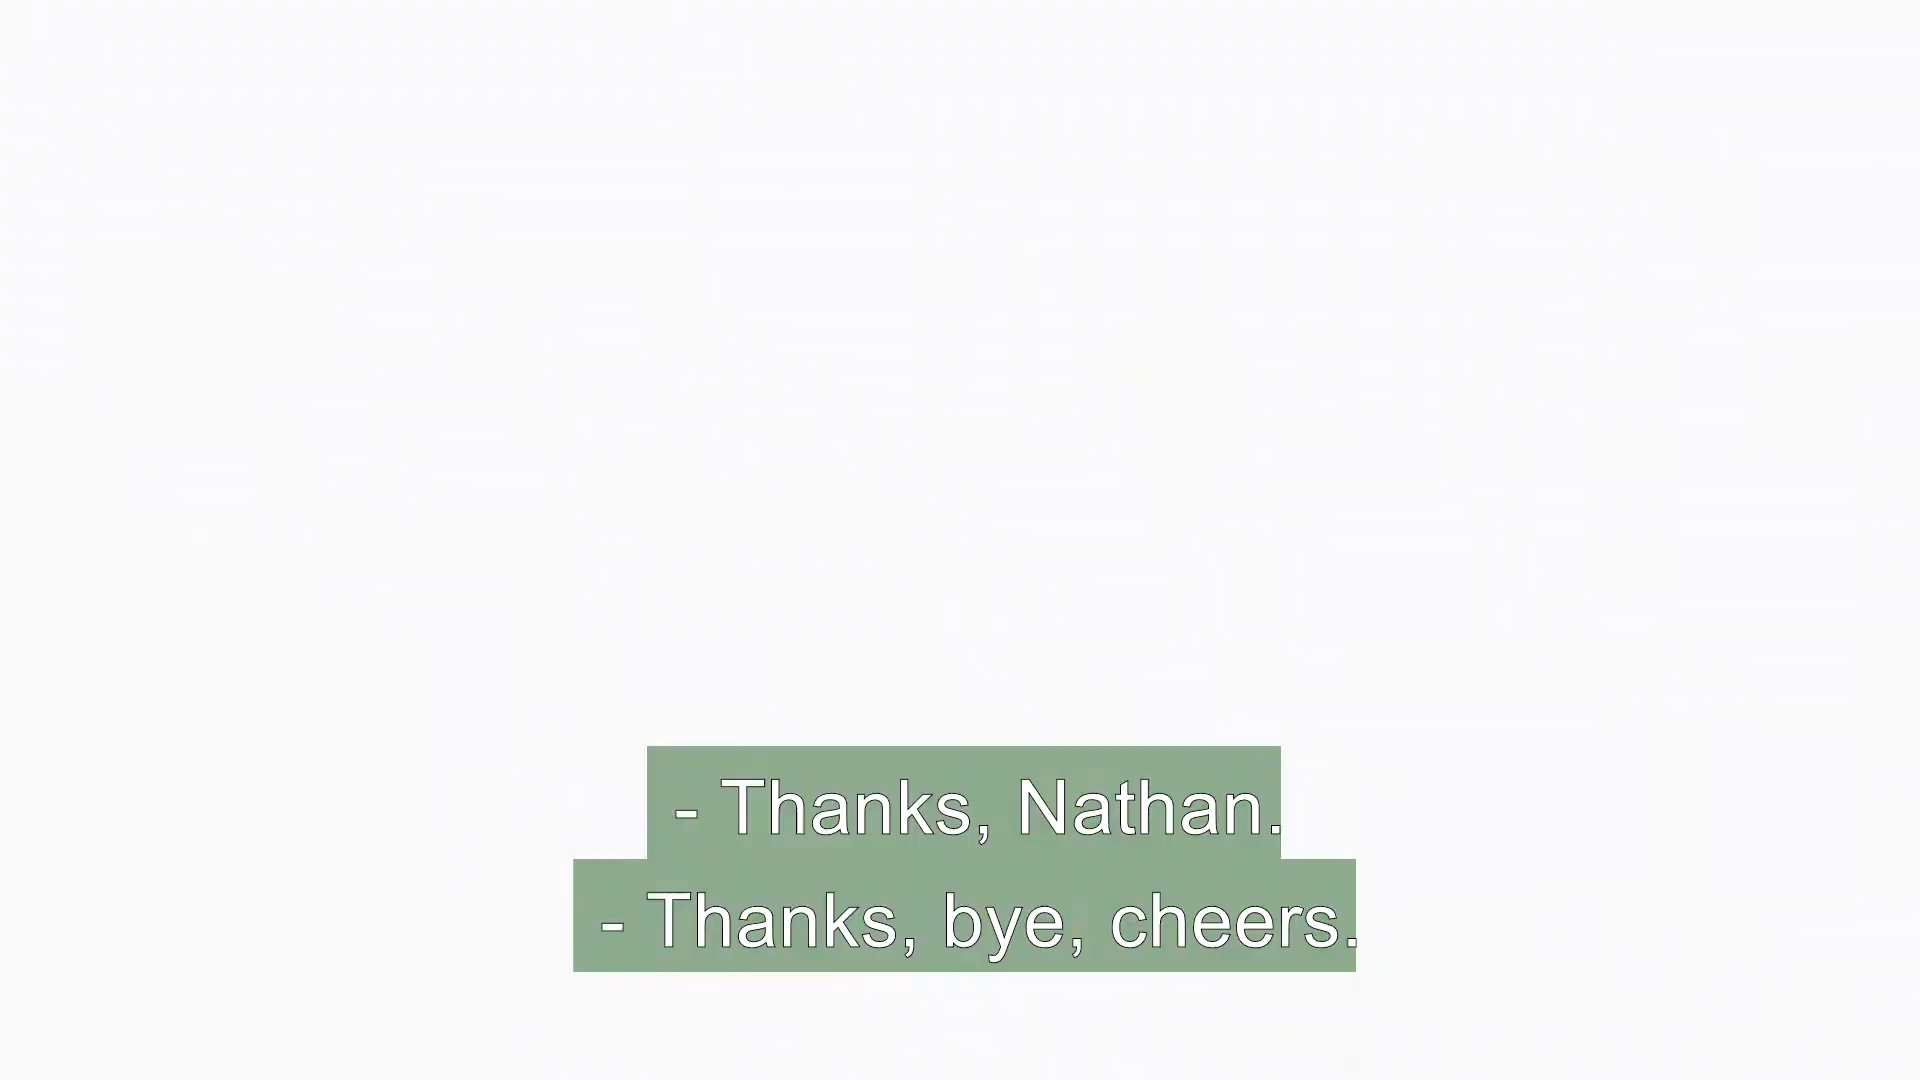 - Thanks, Nathan.
- Thanks, bye, cheers.